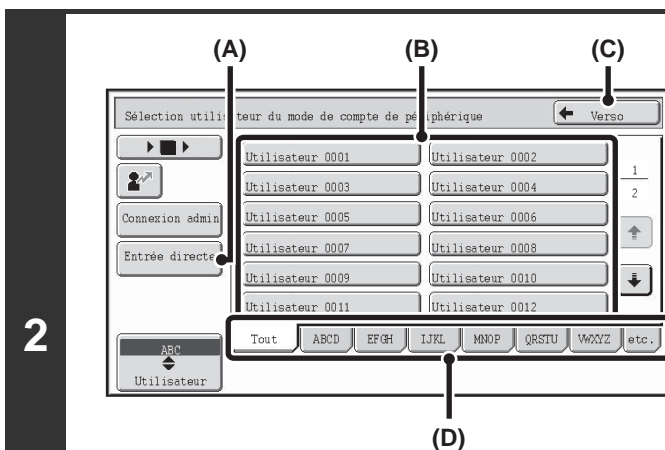 (A) (B) (C)
Sélection utilisateur du mode de compte de périphérique
Verso
Utilisateur 0001 Utilisateur 0002
1
2
Utilisateur 0003 Utilisateur 0004
Connexion admin
Utilisateur 0005 Utilisateur 0006
Entrée directe
Utilisateur 0007 Utilisateur 0008
Utilisateur 0009 Utilisateur 0010
Utilisateur 0011 Utilisateur 0012
2
Tout ABCD EFGH IJKL MNOP QRSTU VWXYZ etc.
ABC
Utilisateur
(D)